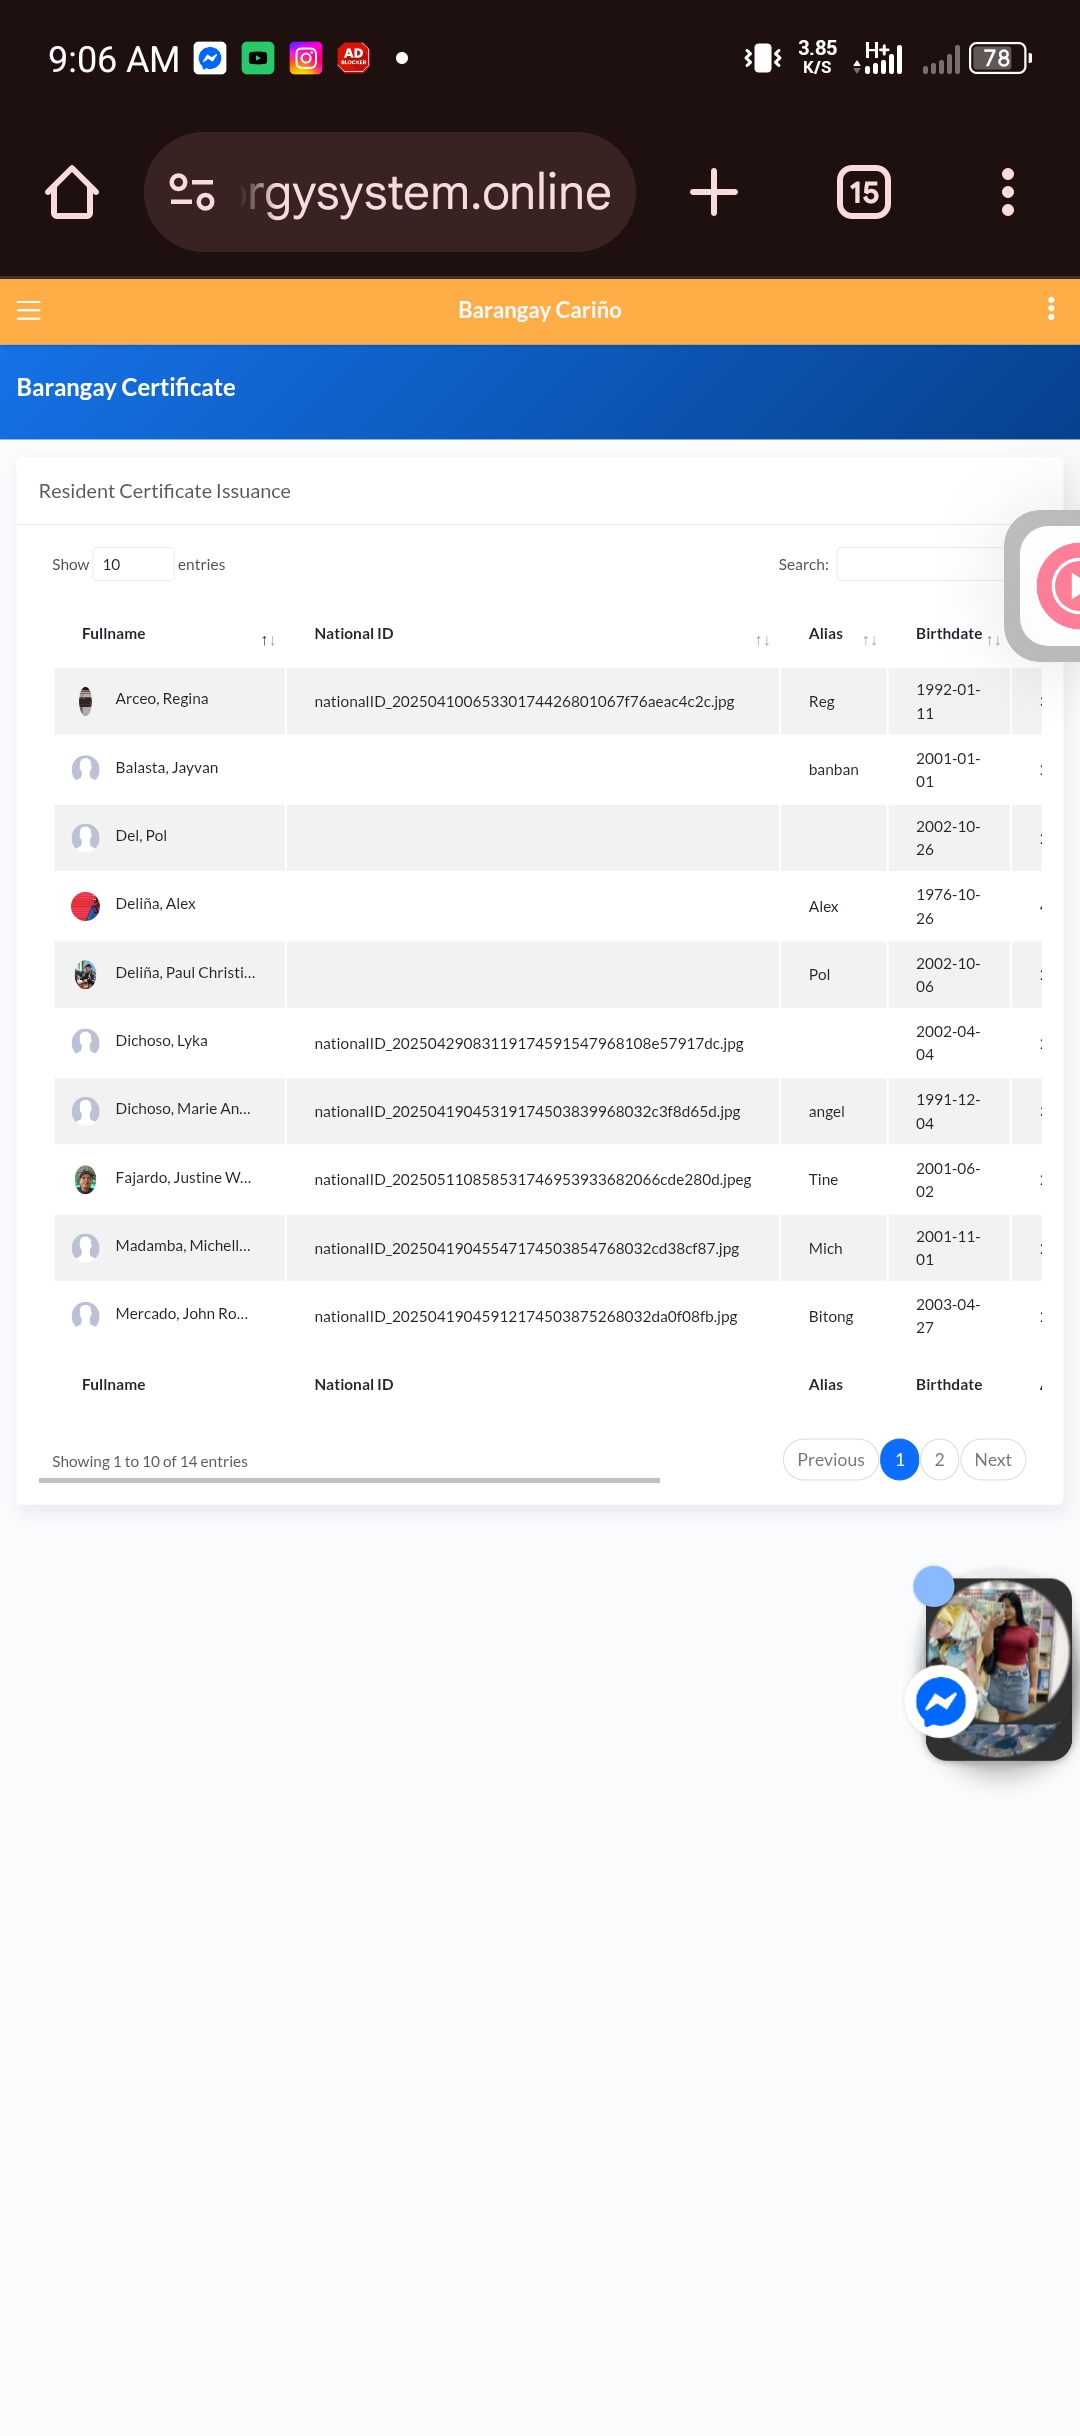 9:06 AM AD BLOCKER 3.85 K/S H+ 78
rgysystem.online 15
Barangay Cariño
Barangay Certificate
Resident Certificate Issuance
Show 10 entries Search:
Fullname National ID Alias Birthdate
Arceo, Regina nationalID_20250410065330174426801067f76aeac4c2c.jpg Reg 1992-01-
11
Balasta, Jayvan banban 2001-01-
01
Del, Pol 2002-10-
26
Deliña, Alex Alex 1976-10-
26
Deliña, Paul Christi... Pol 2002-10-
06
Dichoso, Lyka nationalID_20250429083119174591547968108e57917dc.jpg 2002-04-
04
Dichoso, Marie An... nationalID_20250419045319174503839968032c3f8d65d.jpg angel 1991-12-
04
Fajardo, Justine W... nationalID_20250511085853174695393368​2066cde280d.jpeg Tine 2001-06-
02
Madamba, Michell... nationalID_20250419045547174503854768032cd38cf87.jpg Mich 2001-11-
01
Mercado, John Ro... nationalID_20250419045912174503875268032da0f08fb.jpg Bitong 2003-04-
27
Fullname National ID Alias Birthdate
Showing 1 to 10 of 14 entries Previous 1 2 Next